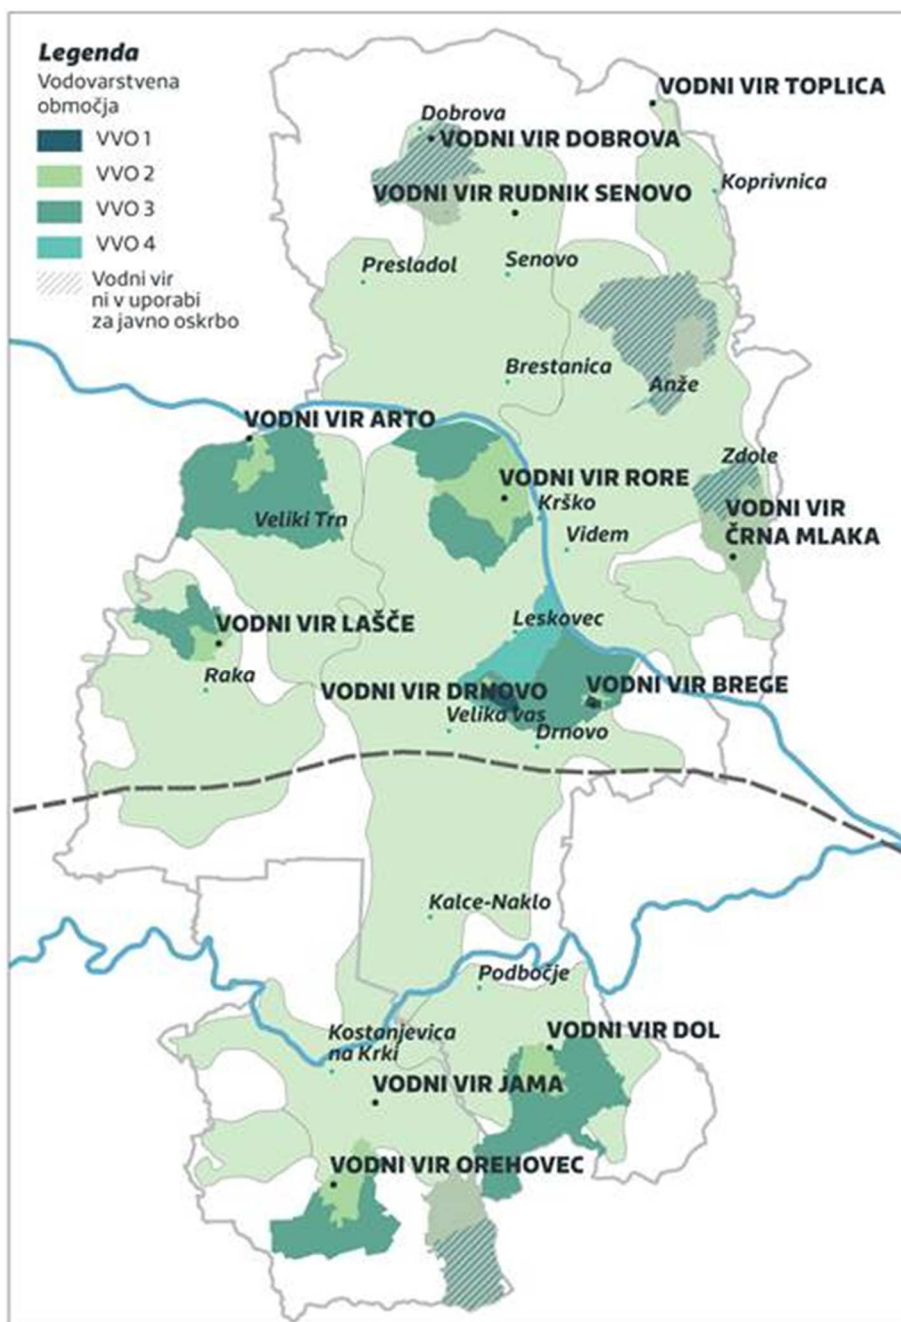 Legenda
Vodovarstvena
območja
VVO 1
VVO 2
VVO 3
VVO 4
Vodni vir
ni v uporabi
za javno oskrbo
VODNI VIR TOPLICA
Dobrova
VODNI VIR DOBROVA
Koprivnica
VODNI VIR RUDNIK SENOVO
Presladol
Senovo
Brestanica
Anže
VODNI VIR ARTO
Zdole
VODNI VIR RORE
Krško
VODNI VIR
ČRNA MLAKA
Veliki Trn
Videm
Leskovec
VODNI VIR LAŠČE
Raka
VODNI VIR DRNOVO
VODNI VIR BREGE
Velika vas
Drnovo
Kalce-Naklo
Podbočje
Kostanjevica
na Krki
VODNI VIR DOL
VODNI VIR JAMA
VODNI VIR OREHOVEC